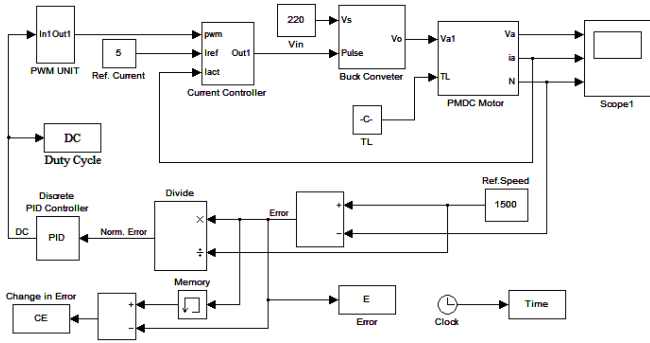 In1 Out1
PWM UNIT
5
Ref. Current
pwm
Iref
Iact
Out1
Current Controller
220
Vin
Vs
Pulse
Vo
Buck Conveter
-C-
TL
Va1
TL
Va
ia
N
PMDC Motor
Scope1
DC
Duty Cycle
Discrete
PID Controller
DC
PID
Norm. Error
Divide
×
÷
Error
+
−
Ref.Speed
1500
Memory
Change in Error
CE
+
−
E
Error
Clock
Time